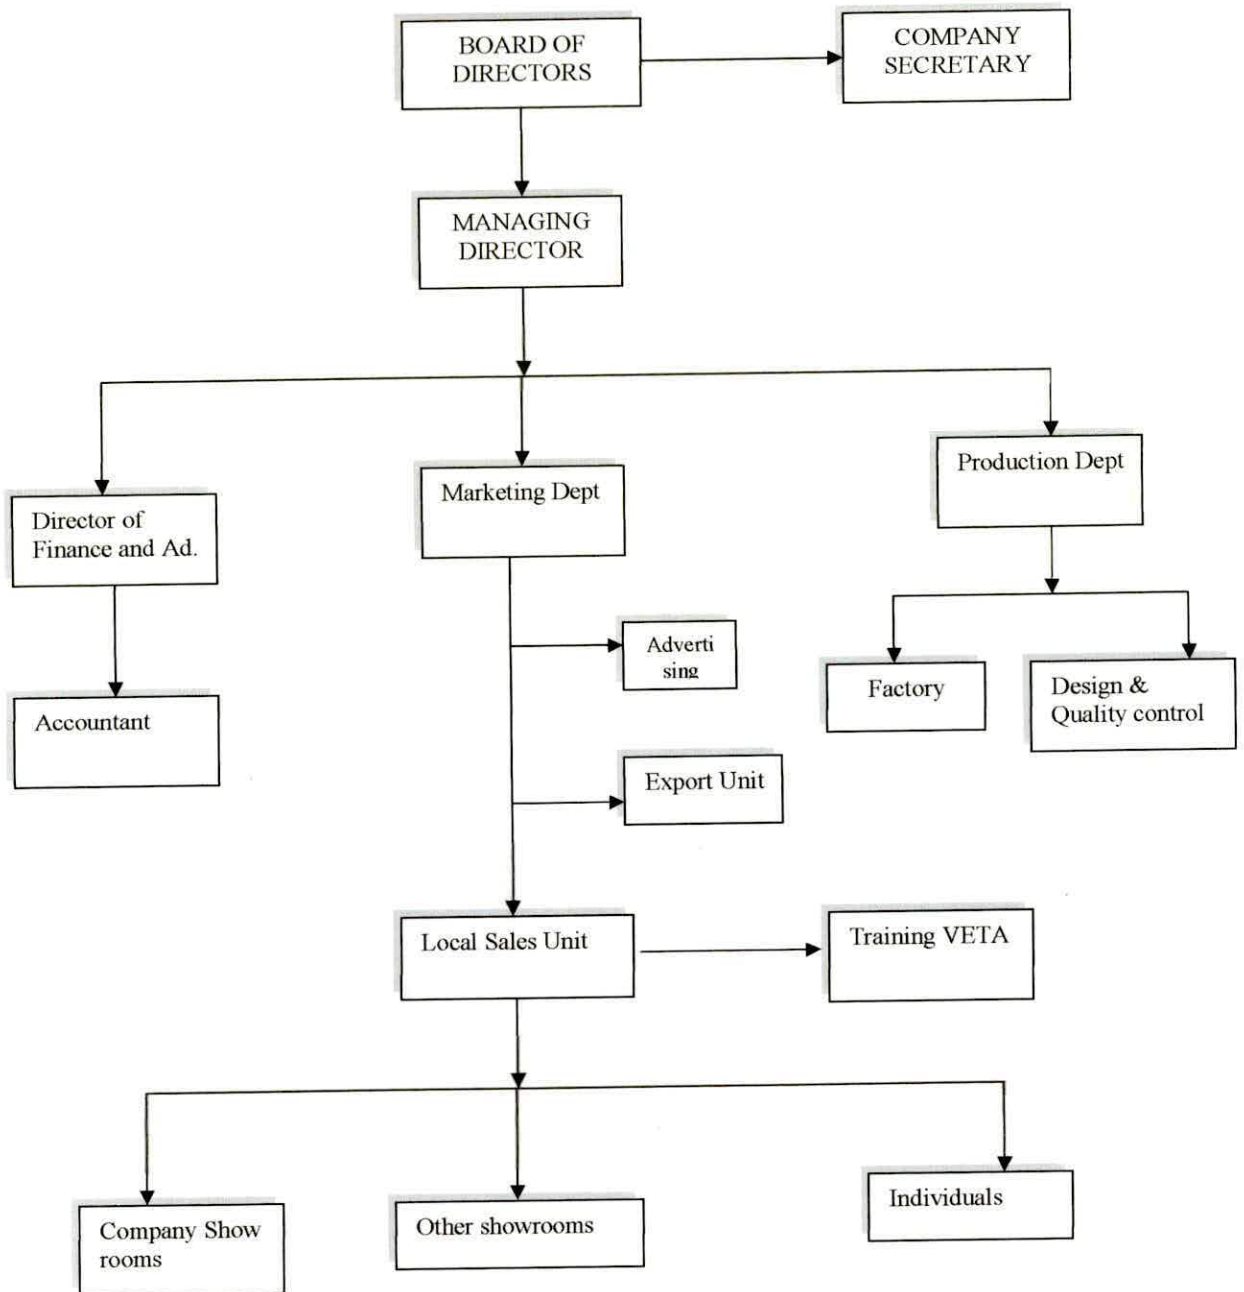 BOARD OF
DIRECTORS
COMPANY
SECRETARY
MANAGING
DIRECTOR
Director of
Finance and Ad.
Marketing Dept
Production Dept
Accountant
Adverti
sing
Factory
Design &
Quality control
Export Unit
Local Sales Unit
Training VETA
Company Show
rooms
Other showrooms
Individuals